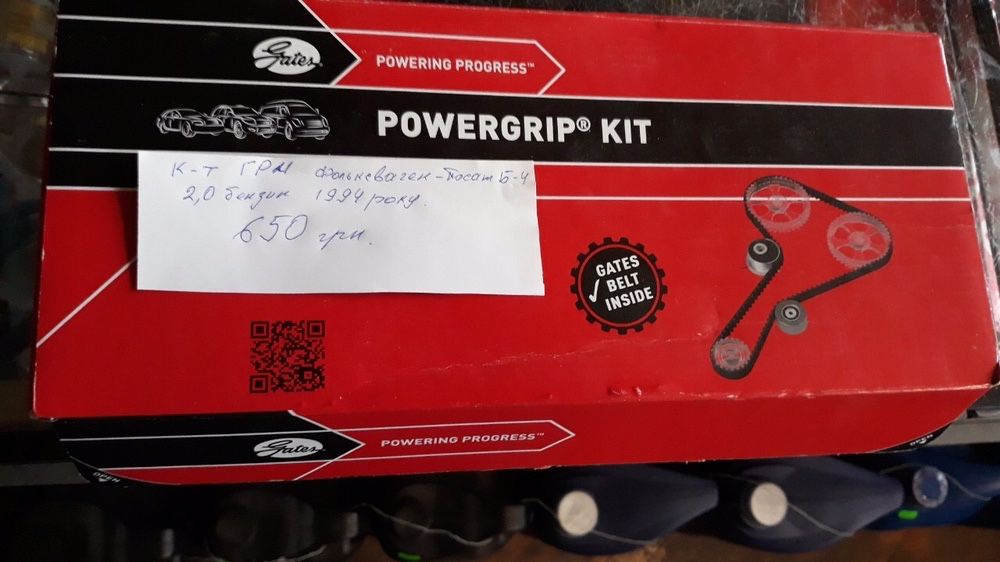 Gates
POWERING PROGRESS™
POWERGRIP® KIT
К-т ГРМ Фольксваген-Пасат Б-4
2,0 бензин 1994 року.
650 грн.
GATES
BELT
INSIDE
Gates
POWERING PROGRESS™
OPEN